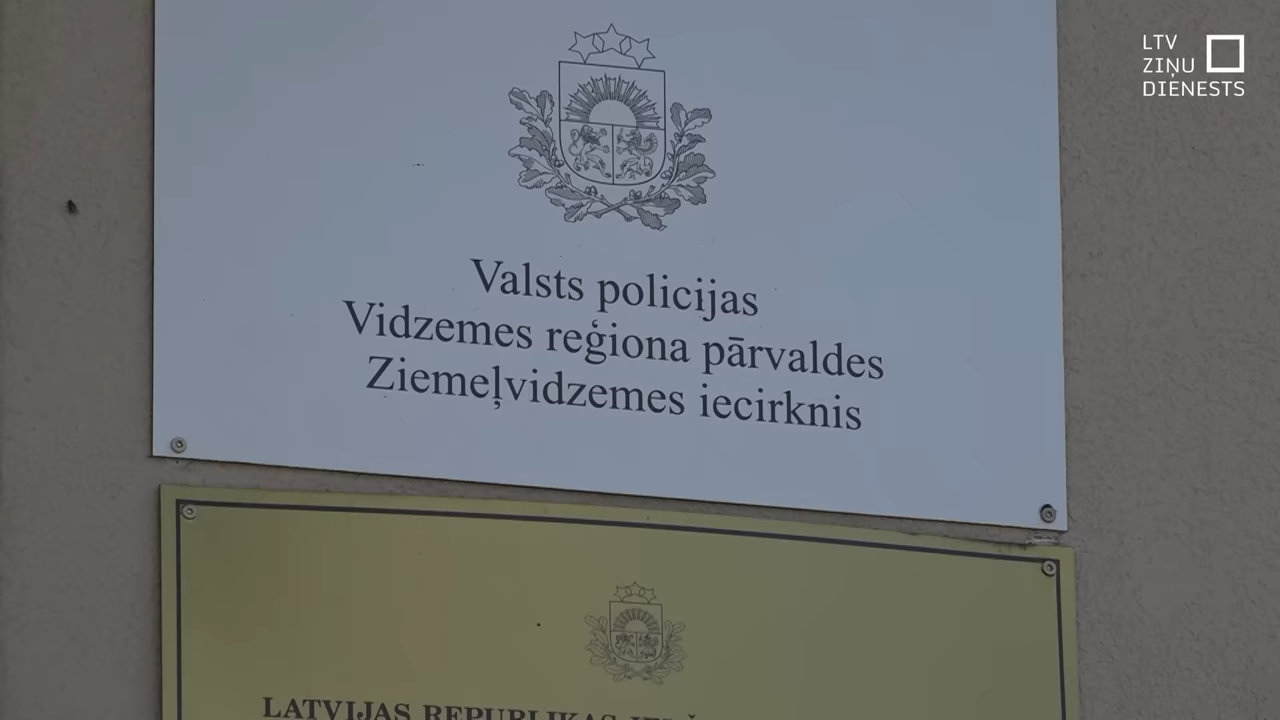 LTV
ZIŅU
DIENESTS
Valsts policijas
Vidzemes reģiona pārvaldes
Ziemeļvidzemes iecirknis
LATVIJAS REPUBLIKAS